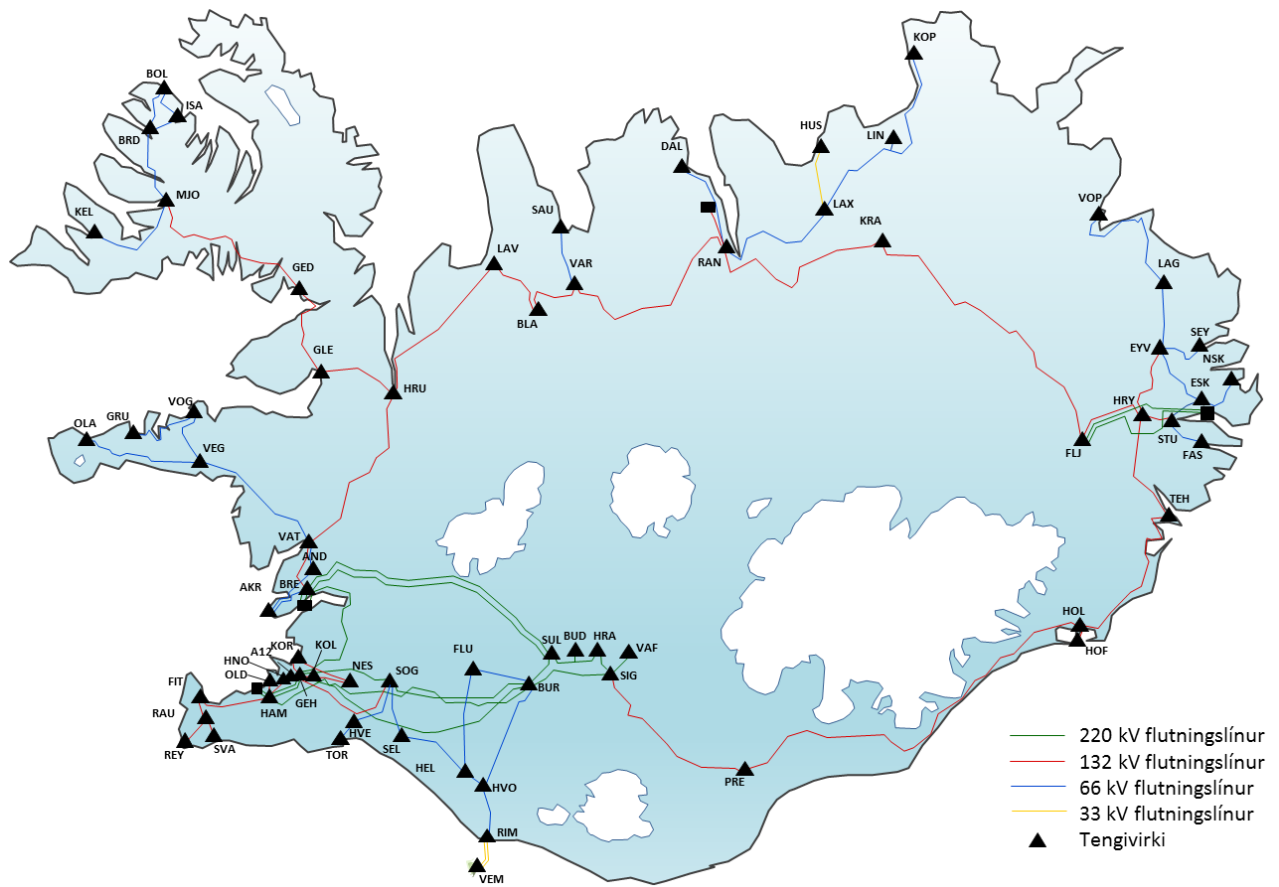 KOP
BOL
ISA
BRD
HUS
LIN
DAL
MJO
KEL
SAU
LAX
VOP
KRA
LAV
RAN
GED
VAR
LAG
BLA
SEY
EYV
NSK
GLE
HRU
ESK
VOG
GRU
OLA
HRY
STU
FLJ
FAS
VEG
TEH
VAT
AND
AKR
BRE
HOL
HOF
KOR
KOL
A12
HNO
OLD
NES
SOG
FLU
SUL
BUD
HRA
VAF
FIT
GEH
SIG
BUR
HAM
RAU
HVE
REY
SVA
TOR
SEL
HEL
HVO
PRE
RIM
VEM
220 kV flutningslínur
132 kV flutningslínur
66 kV flutningslínur
33 kV flutningslínur
Tengivirki